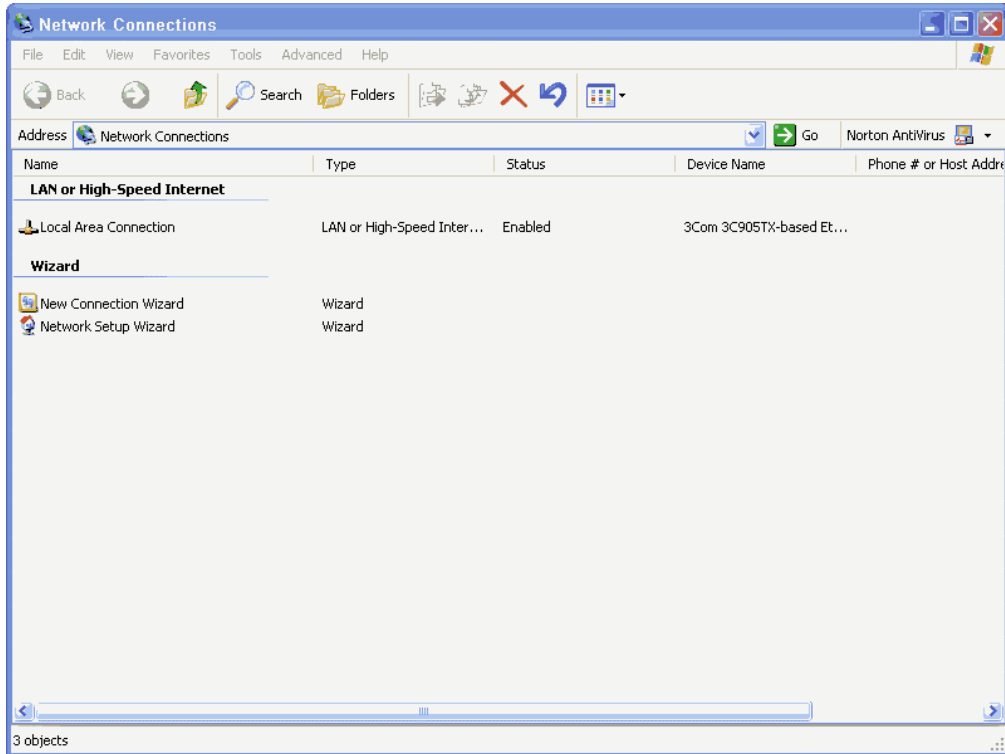 Network Connections
File Edit View Favorites Tools Advanced Help
Back Search Folders
Address Network Connections Go Norton AntiVirus
Name Type Status Device Name Phone # or Host Addre
LAN or High-Speed Internet
Local Area Connection LAN or High-Speed Inter... Enabled 3Com 3C905TX-based Et...
Wizard
New Connection Wizard Wizard
Network Setup Wizard Wizard
3 objects